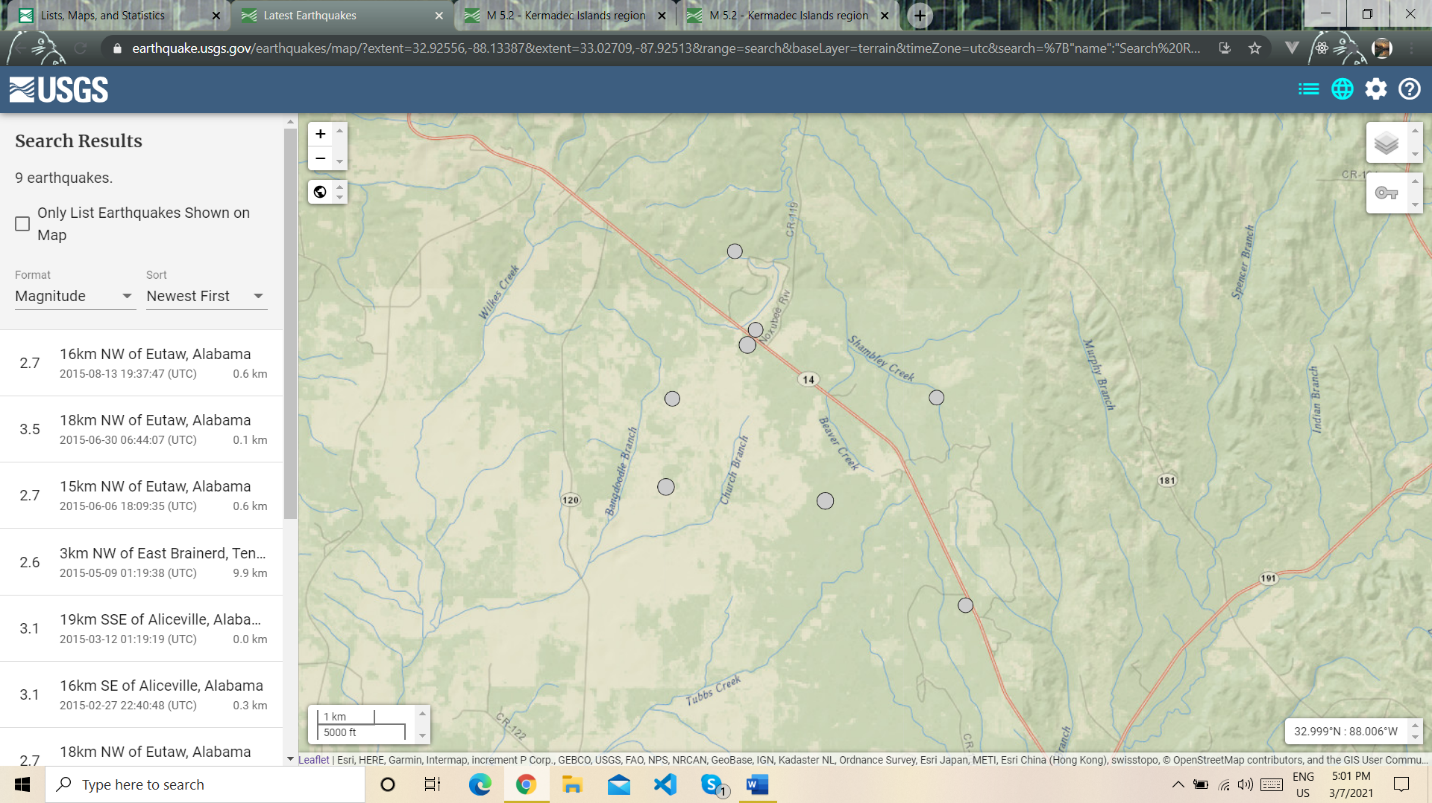 Lists, Maps, and Statistics
Latest Earthquakes
M 5.2 - Kermadec Islands region
M 5.2 - Kermadec Islands region
earthquake.usgs.gov/earthquakes/map/?extent=32.92556,-88.13387&extent=33.02709,-87.92513&range=search&baseLayer=terrain&timeZone=utc&search=%7B"name":"Search%20R...
USGS
Search Results
9 earthquakes.
Only List Earthquakes Shown on
Map
Format
Sort
Magnitude
Newest First
2.7
16km NW of Eutaw, Alabama
2015-08-13 19:37:47 (UTC)
0.6 km
3.5
18km NW of Eutaw, Alabama
2015-06-30 06:44:07 (UTC)
0.1 km
2.7
15km NW of Eutaw, Alabama
2015-06-06 18:09:35 (UTC)
0.6 km
2.6
3km NW of East Brainerd, Ten...
2015-05-09 01:19:38 (UTC)
9.9 km
3.1
19km SSE of Aliceville, Alaba...
2015-03-12 01:19:19 (UTC)
0.0 km
3.1
16km SE of Aliceville, Alabama
2015-02-27 22:40:48 (UTC)
0.3 km
2.7
18km NW of Eutaw, Alabama
+
−
CR-119
Wilkes Creek
Noxubee Rw
Shambley Creek
14
Beaver Creek
Church Branch
Bangdoodle Branch
120
Murphy Branch
Spencer Branch
Indian Branch
181
191
Tubbs Creek
CR-122
CR-
Branch
1 km
5000 ft
32.999°N : 88.006°W
Leaflet | Esri, HERE, Garmin, Intermap, increment P Corp., GEBCO, USGS, FAO, NPS, NRCAN, GeoBase, IGN, Kadaster NL, Ordnance Survey, Esri Japan, METI, Esri China (Hong Kong), swisstopo, © OpenStreetMap contributors, and the GIS User Commu...
Type here to search
1
ENG
US
5:01 PM
3/7/2021